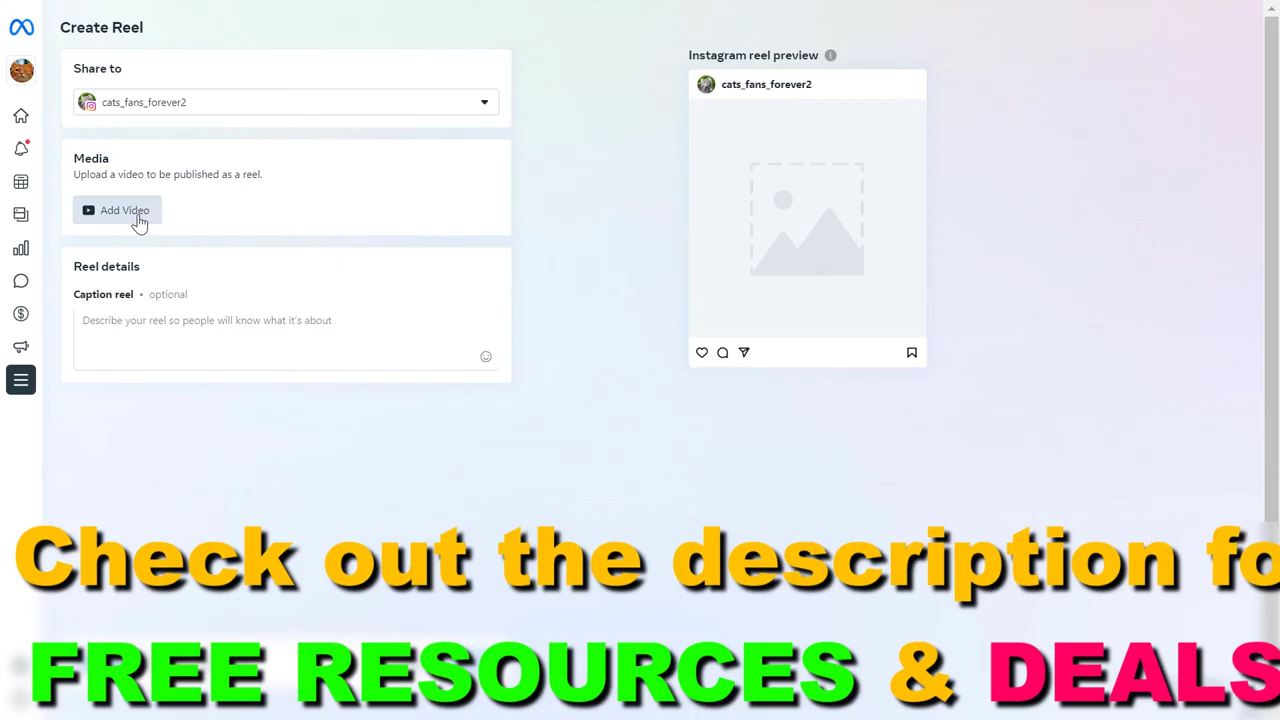 Create Reel
Share to
cats_fans_forever2
Media
Upload a video to be published as a reel.
Add Video
Reel details
Caption reel • optional
Describe your reel so people will know what it's about
Instagram reel preview
cats_fans_forever2
Check out the description fo
FREE RESOURCES & DEALS